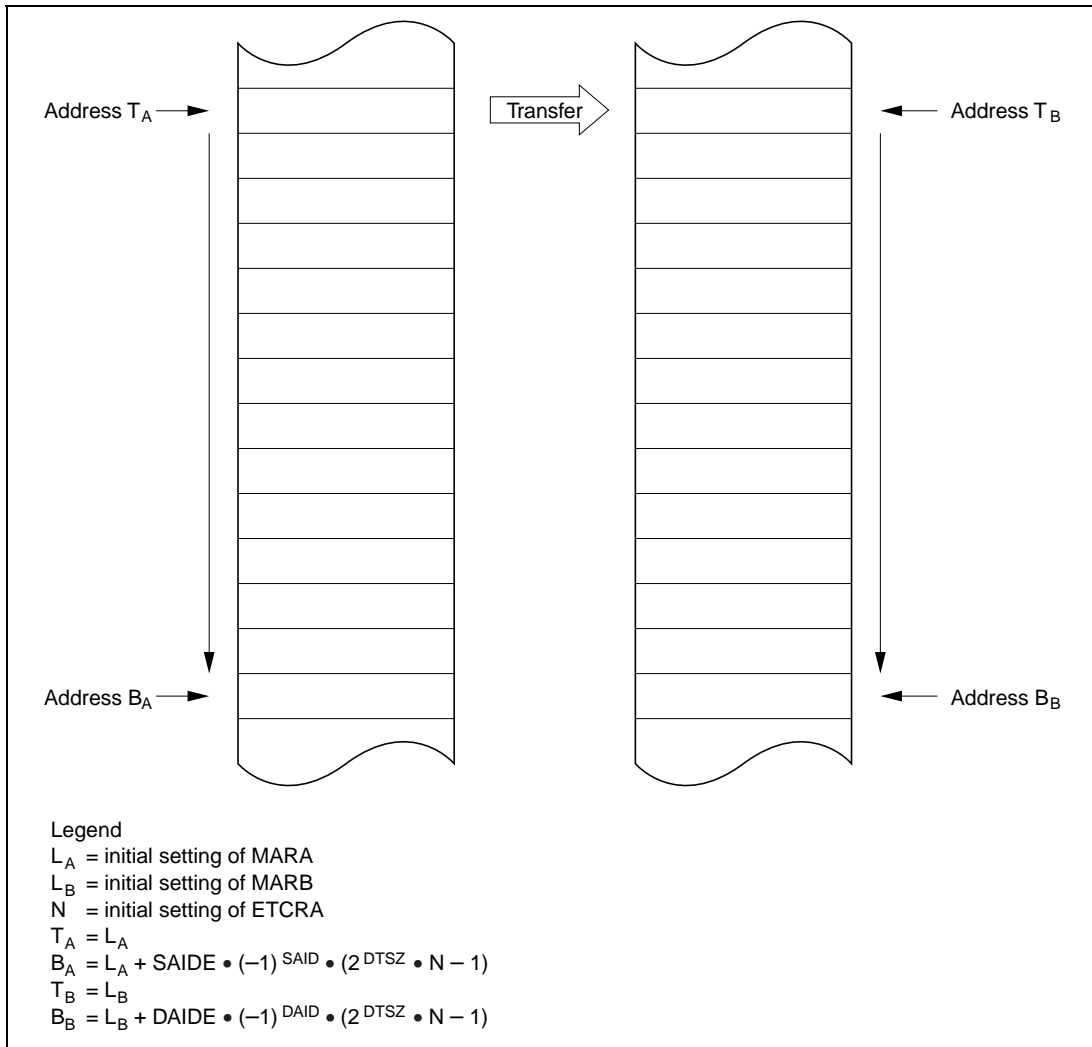 Address T_A
Transfer
Address T_B
Address B_A
Address B_B
Legend
L_A = initial setting of MARA
L_B = initial setting of MARB
N = initial setting of ETCRA
T_A = L_A
B_A = L_A + SAIDE • (–1)^SAID • (2^DTSZ • N – 1)
T_B = L_B
B_B = L_B + DAIDE • (–1)^DAID • (2^DTSZ • N – 1)